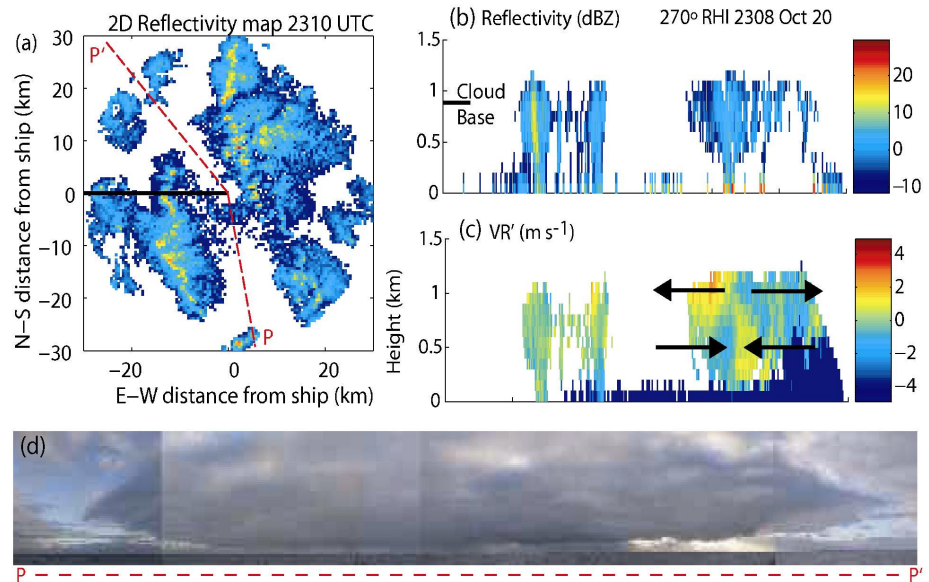 2D Reflectivity map 2310 UTC
(a)
P'
P
P
N–S distance from ship (km)
30
20
10
0
−10
−20
−30
−20
0
20
E–W distance from ship (km)
(b) Reflectivity (dBZ)
270º RHI 2308 Oct 20
1.5
1
0.5
0
Cloud
Base
20
10
0
−10
(c) VR' (m s-1)
Height (km)
1.5
1
0.5
0
4
2
0
−2
−4
(d)
P
P'